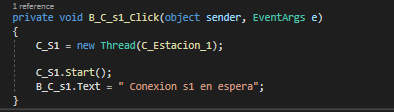 1 reference
private void B_C_s1_Click(object sender, EventArgs e)
{
C_S1 = new Thread(C_Estacion_1);
C_S1.Start();
B_C_s1.Text = " Conexion s1 en espera";
}